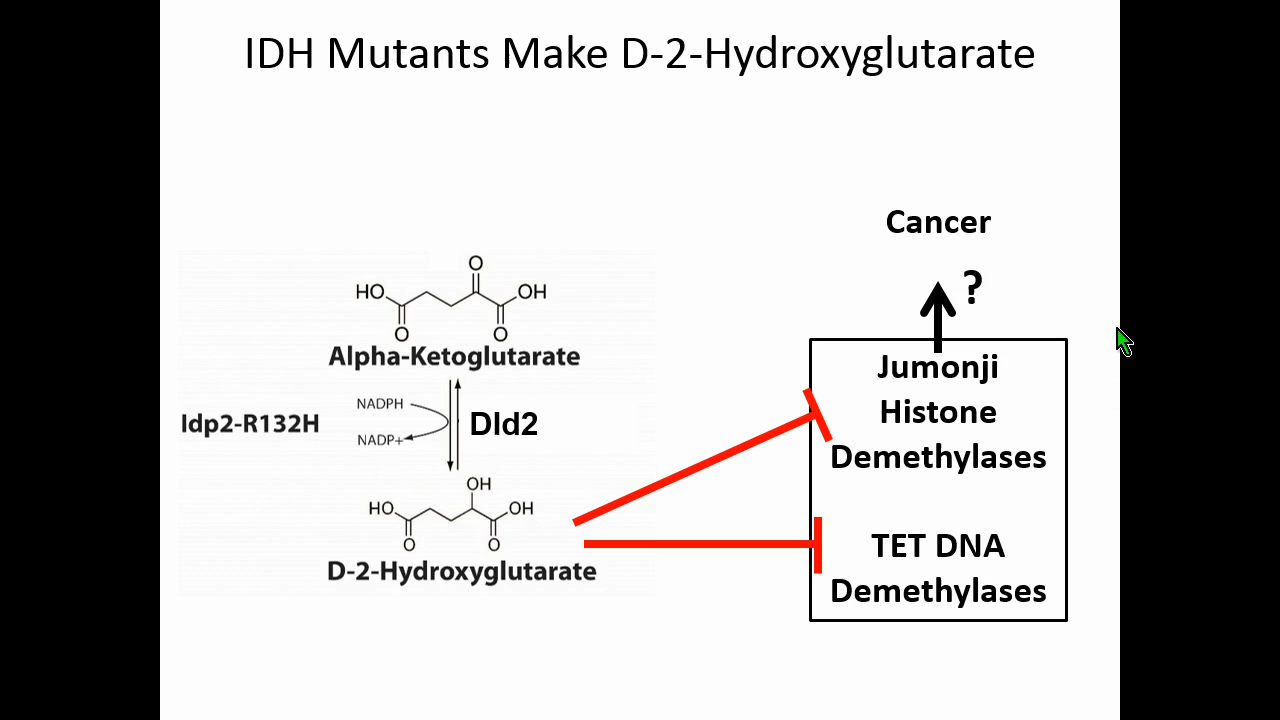 IDH Mutants Make D-2-Hydroxyglutarate
Cancer
?
O
HO
OH
O
O
Alpha-Ketoglutarate
Idp2-R132H
NADPH
NADP+
Dld2
OH
HO
OH
O
O
D-2-Hydroxyglutarate
Jumonji
Histone
Demethylases
TET DNA
Demethylases